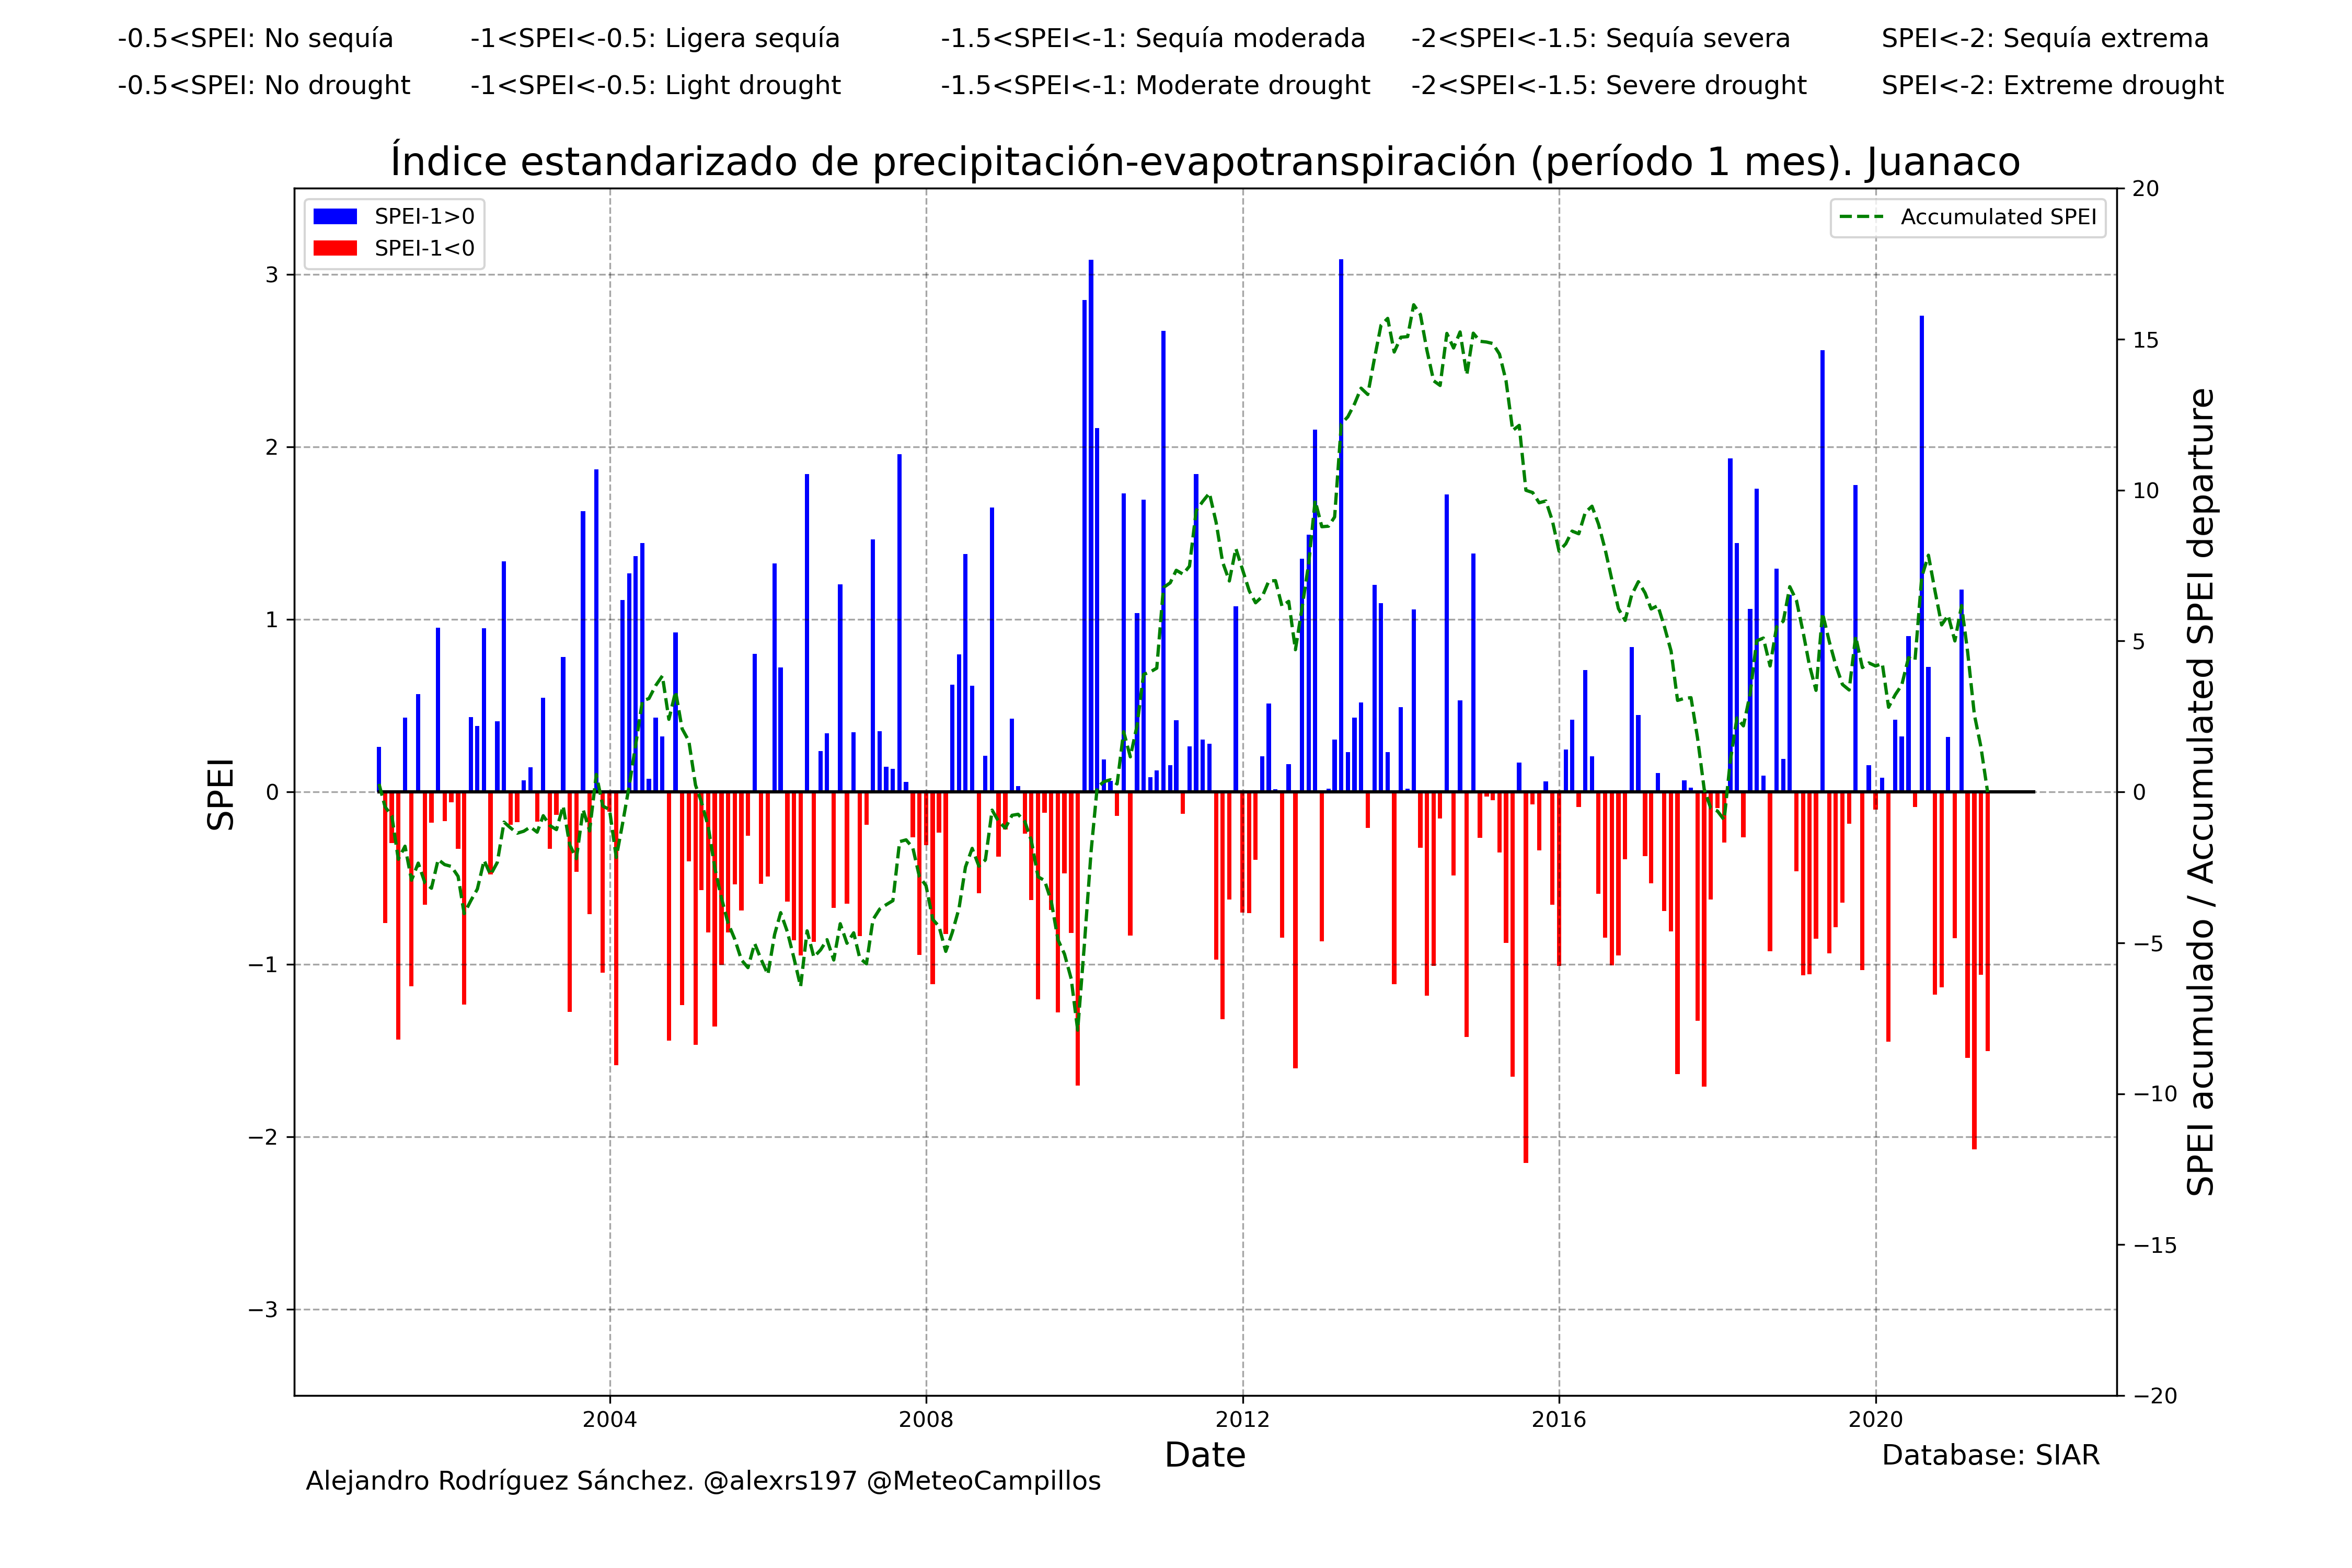 -0.5<SPEI: No sequía -1<SPEI<-0.5: Ligera sequía -1.5<SPEI<-1: Sequía moderada -2<SPEI<-1.5: Sequía severa SPEI<-2: Sequía extrema
-0.5<SPEI: No drought -1<SPEI<-0.5: Light drought -1.5<SPEI<-1: Moderate drought -2<SPEI<-1.5: Severe drought SPEI<-2: Extreme drought
Índice estandarizado de precipitación-evapotranspiración (período 1 mes). Juanaco
SPEI-1>0
SPEI-1<0
Accumulated SPEI
SPEI
3
2
1
0
−1
−2
−3
20
15
10
5
0
−5
−10
−15
−20
SPEI acumulado / Accumulated SPEI departure
2004 2008 2012 2016 2020
Date
Database: SIAR
Alejandro Rodríguez Sánchez. @alexrs197 @MeteoCampillos